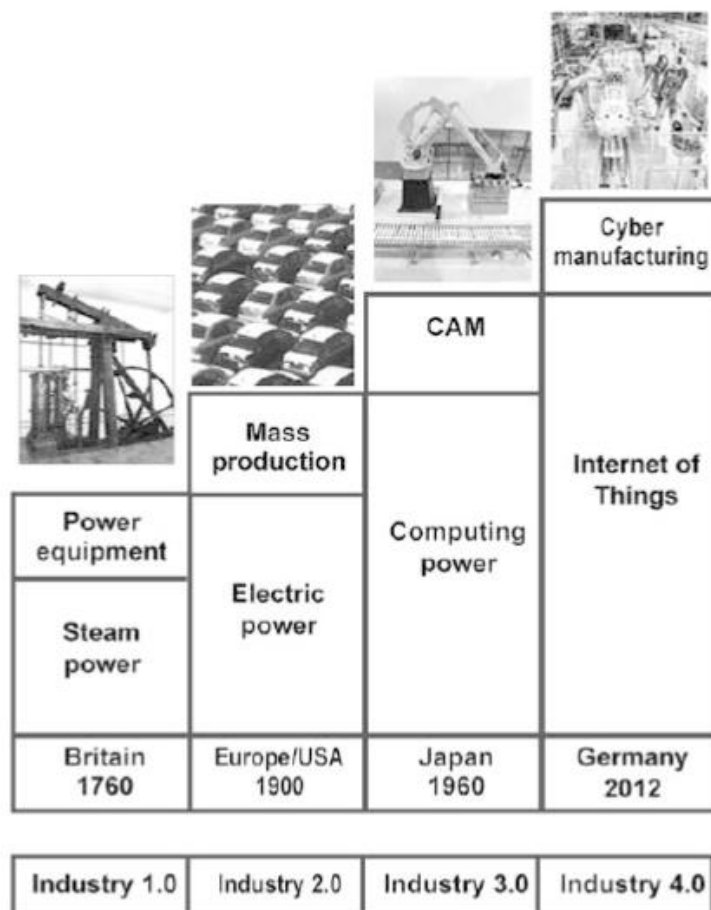 Cyber
manufacturing
CAM
Mass
production
Internet of
Things
Power
equipment
Computing
power
Electric
power
Steam
power
Britain
1760
Europe/USA
1900
Japan
1960
Germany
2012
Industry 1.0
Industry 2.0
Industry 3.0
Industry 4.0